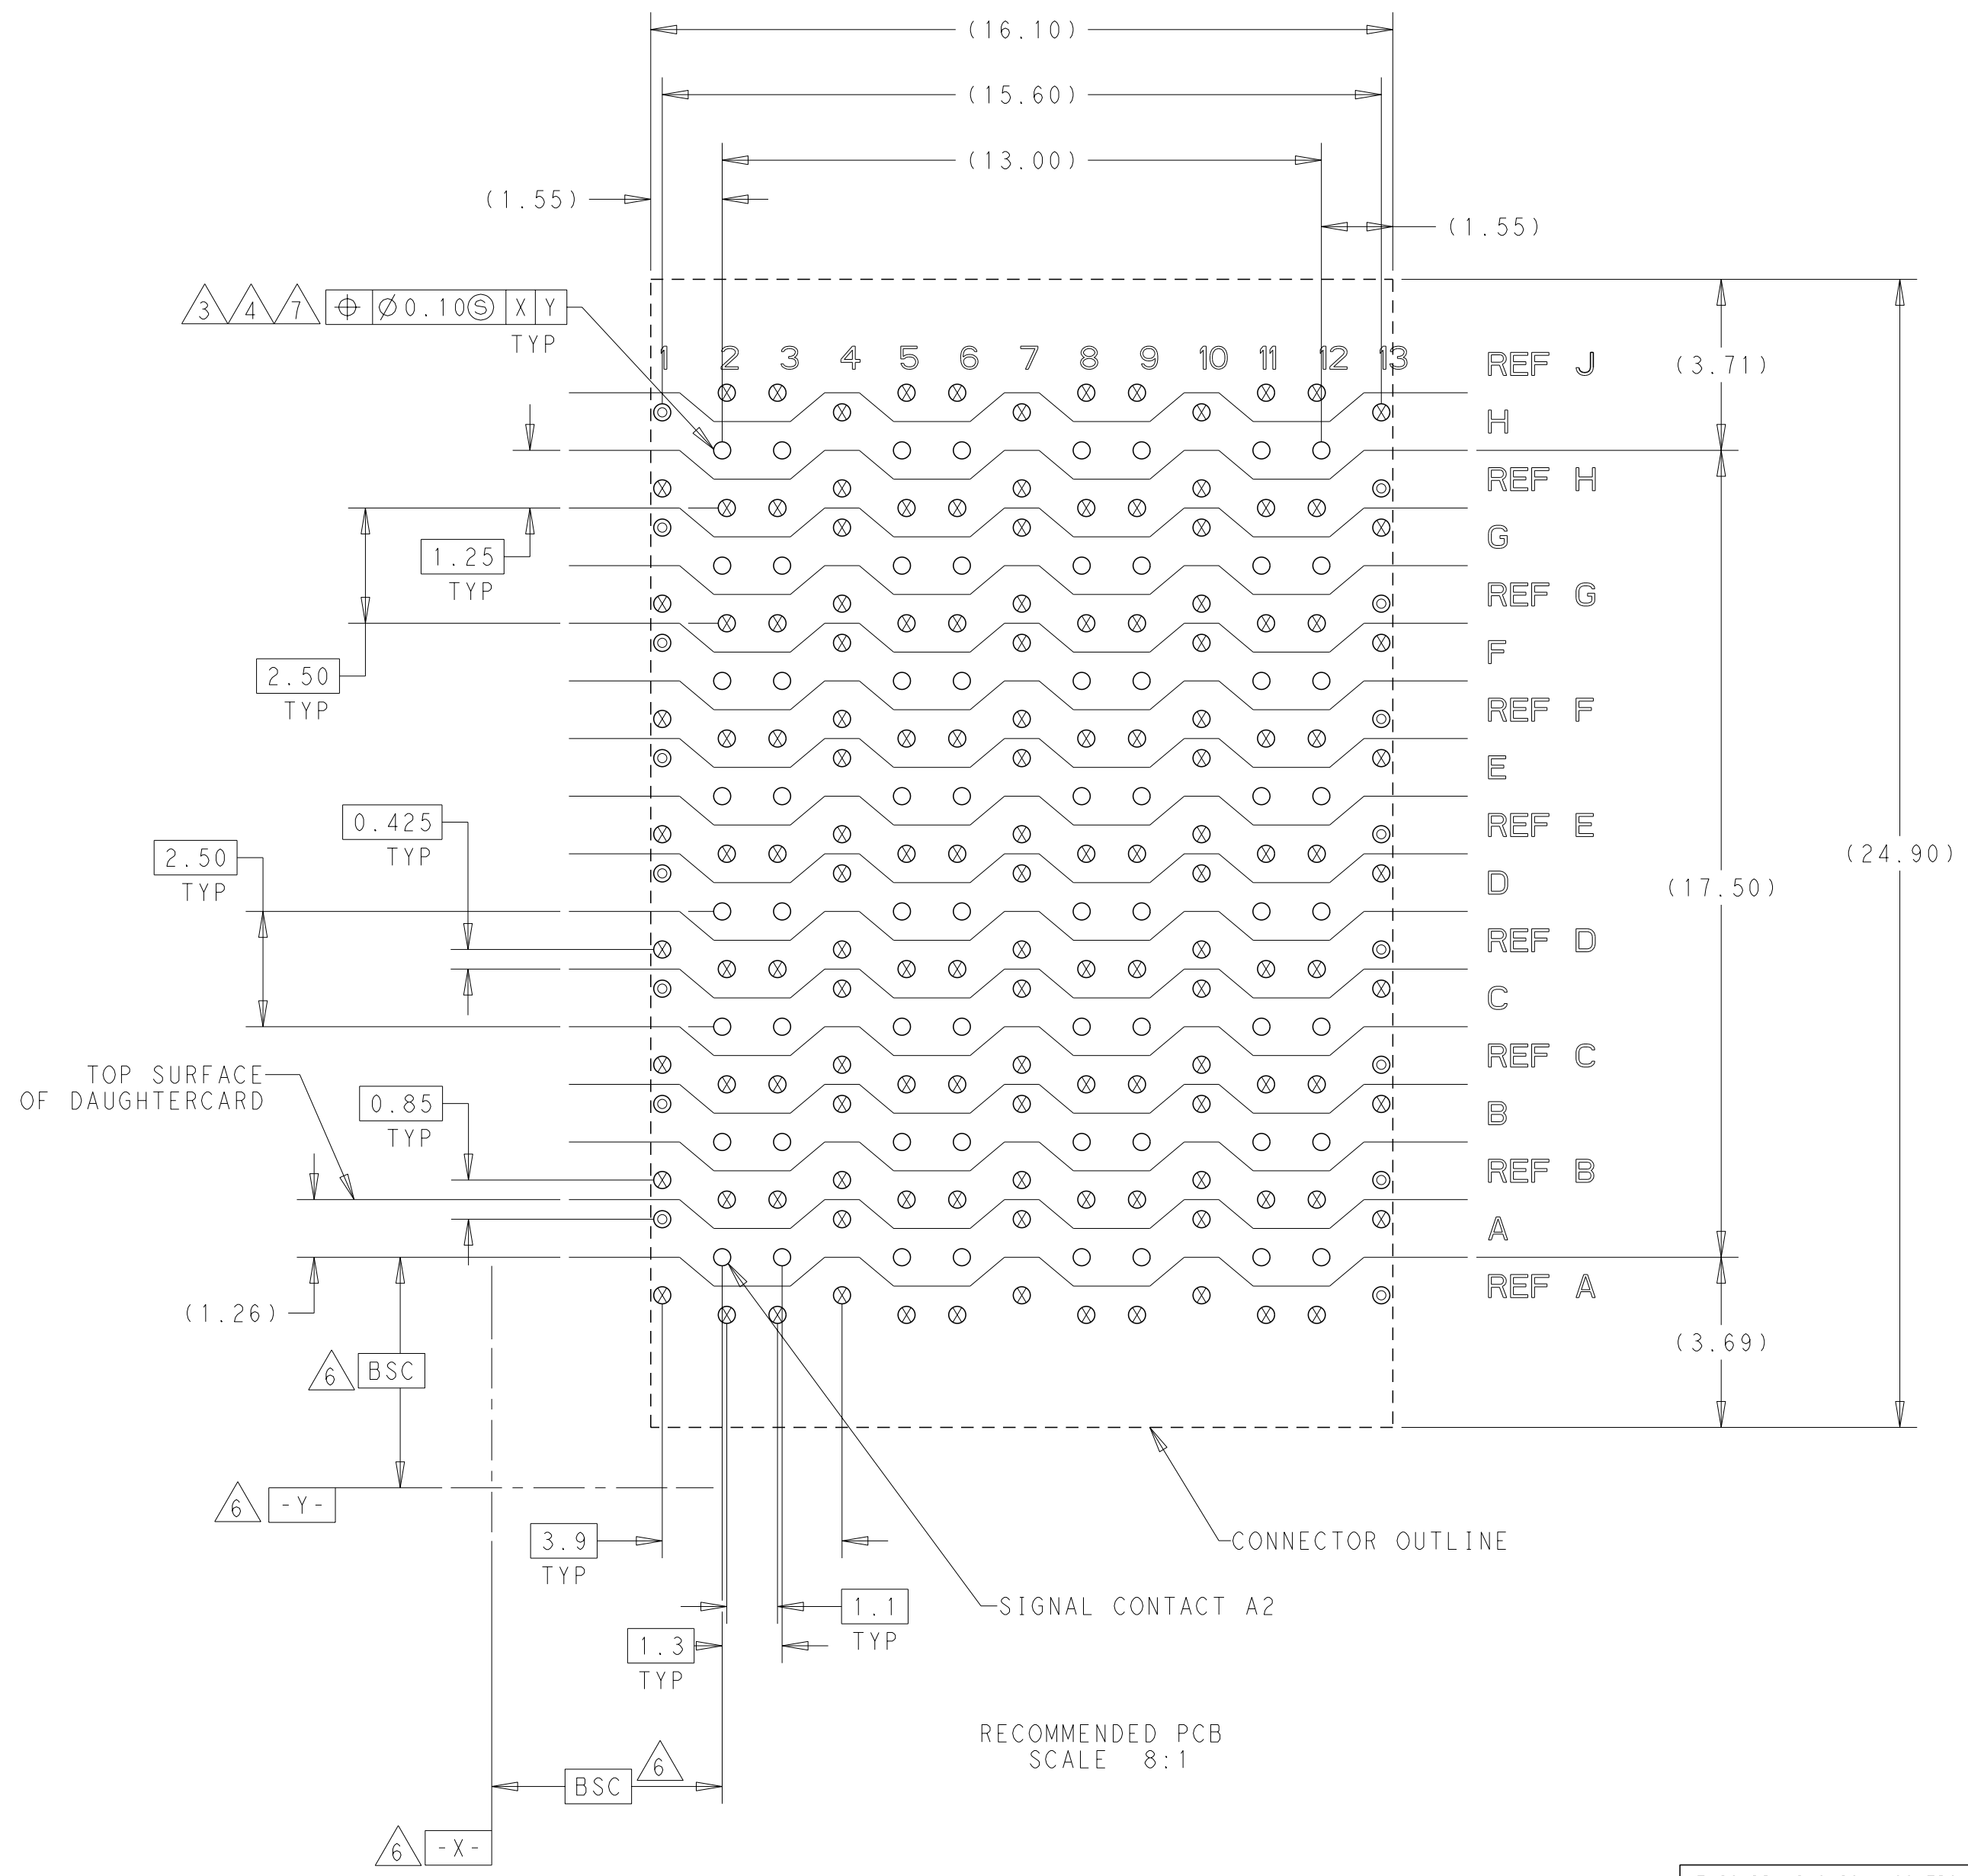 (16.10)
(15.60)
(13.00)
(1.55)
(1.55)
3 4 7 ⌖ Ø0.10Ⓢ X Y
TYP
1 2 3 4 5 6 7 8 9 10 11 12 13
REF J
(3.71)
H
REF H
G
1.25
TYP
REF G
F
2.50
TYP
REF F
E
0.425
TYP
REF E
2.50
TYP
(24.90)
D
(17.50)
REF D
C
TOP SURFACE
OF DAUGHTERCARD
REF C
0.85
TYP
B
REF B
A
REF A
(1.26)
(3.69)
6 BSC
6 -Y-
3.9
TYP
CONNECTOR OUTLINE
SIGNAL CONTACT A2
1.1
TYP
1.3
TYP
RECOMMENDED PCB
SCALE 8:1
BSC 6
6 -X-